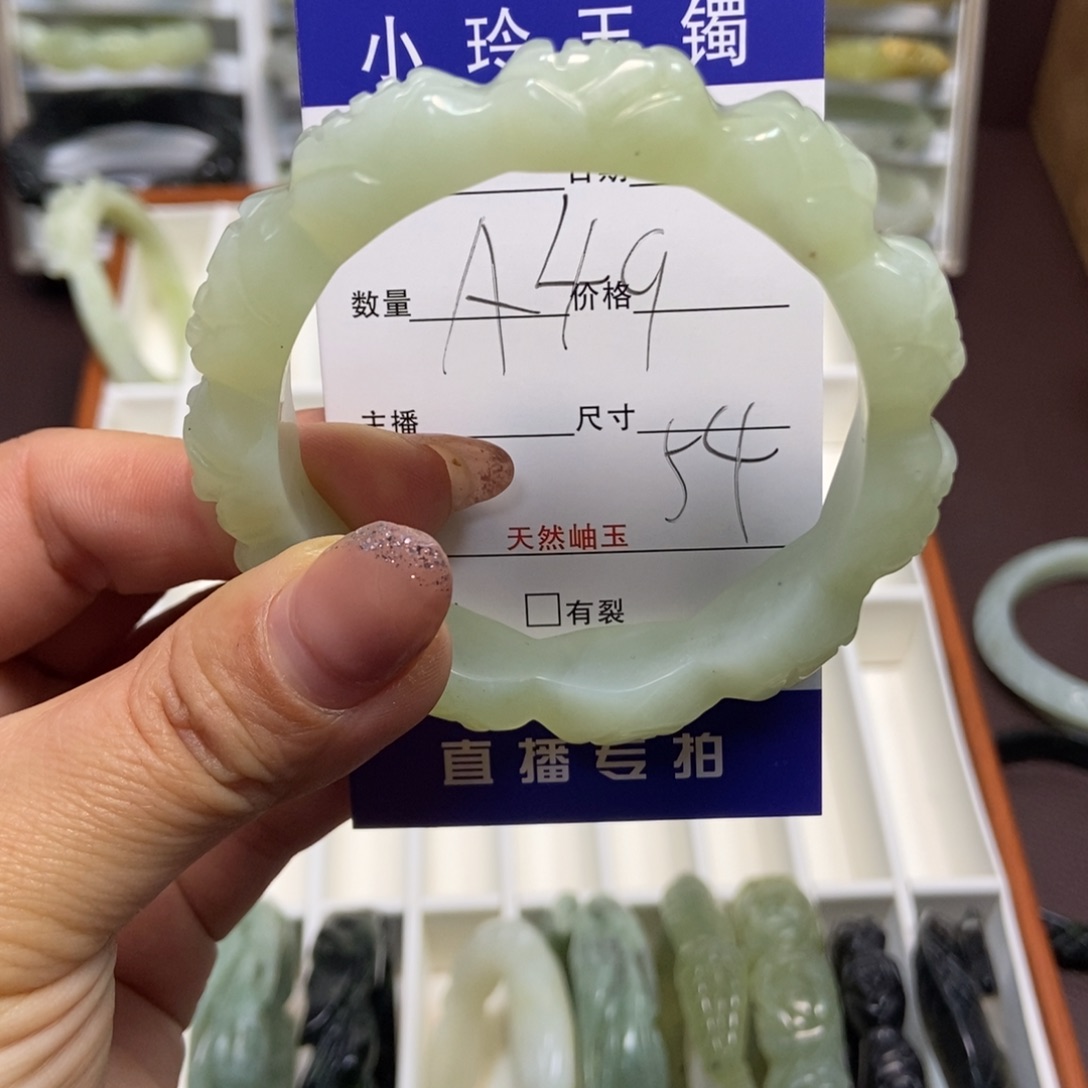 小玲玉镯
日期
A49
数量 价格
主播 尺寸
54
天然岫玉
□有裂
直播专拍